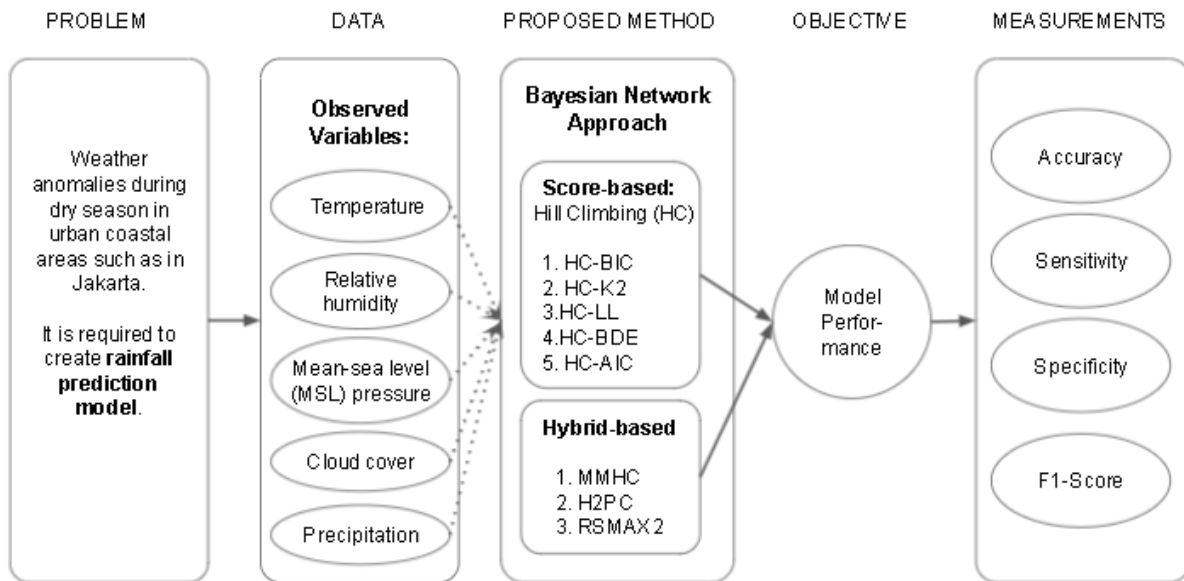 PROBLEM
DATA
PROPOSED METHOD
OBJECTIVE
MEASUREMENTS
Weather
anomalies during
dry season in
urban coastal
areas such as in
Jakarta.
It is required to
create rainfall
prediction
model.
Observed
Variables:
Temperature
Relative
humidity
Mean-sea level
(MSL) pressure
Cloud cover
Precipitation
Bayesian Network
Approach
Score-based:
Hill Climbing (HC)
1. HC-BIC
2. HC-K2
3.HC-LL
4.HC-BDE
5. HC-AIC
Hybrid-based
1. MMHC
2. H2PC
3. RSMAX2
Model
Perfor-
mance
Accuracy
Sensitivity
Specificity
F1-Score